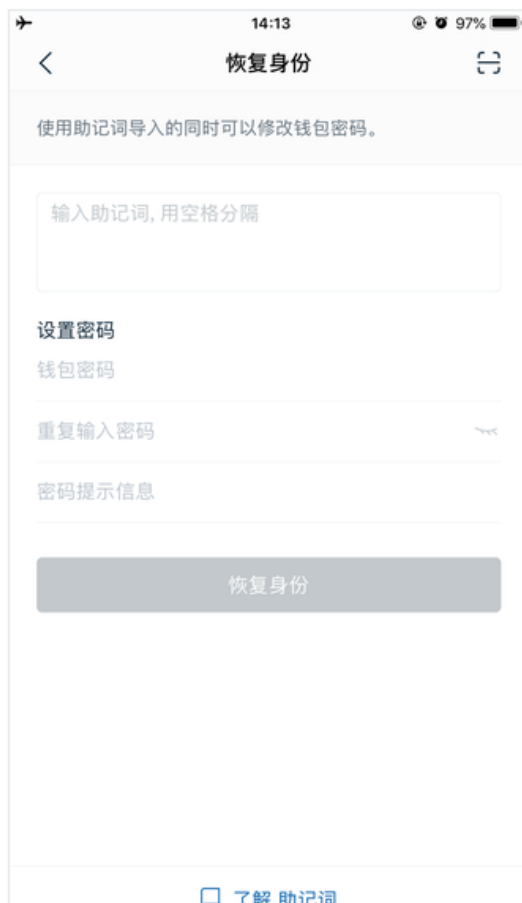 14:13
97%
恢复身份
使用助记词导入的同时可以修改钱包密码。
输入助记词, 用空格分隔
设置密码
钱包密码
重复输入密码
密码提示信息
恢复身份
了解 助记词